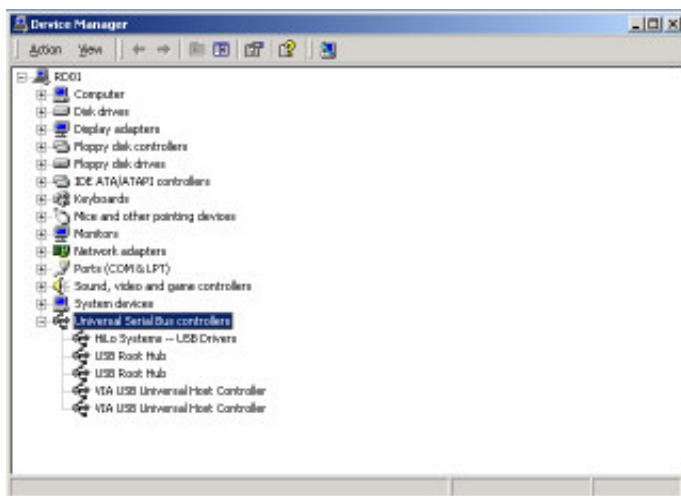 Device Manager
Action View
RD01
Computer
Disk drives
Display adapters
Floppy disk controllers
Floppy disk drives
IDE ATA/ATAPI controllers
Keyboards
Mice and other pointing devices
Monitors
Network adapters
Ports (COM & LPT)
Sound, video and game controllers
System devices
Universal Serial Bus controllers
HiLo Systems -- USB Drivers
USB Root Hub
USB Root Hub
VIA USB Universal Host Controller
VIA USB Universal Host Controller